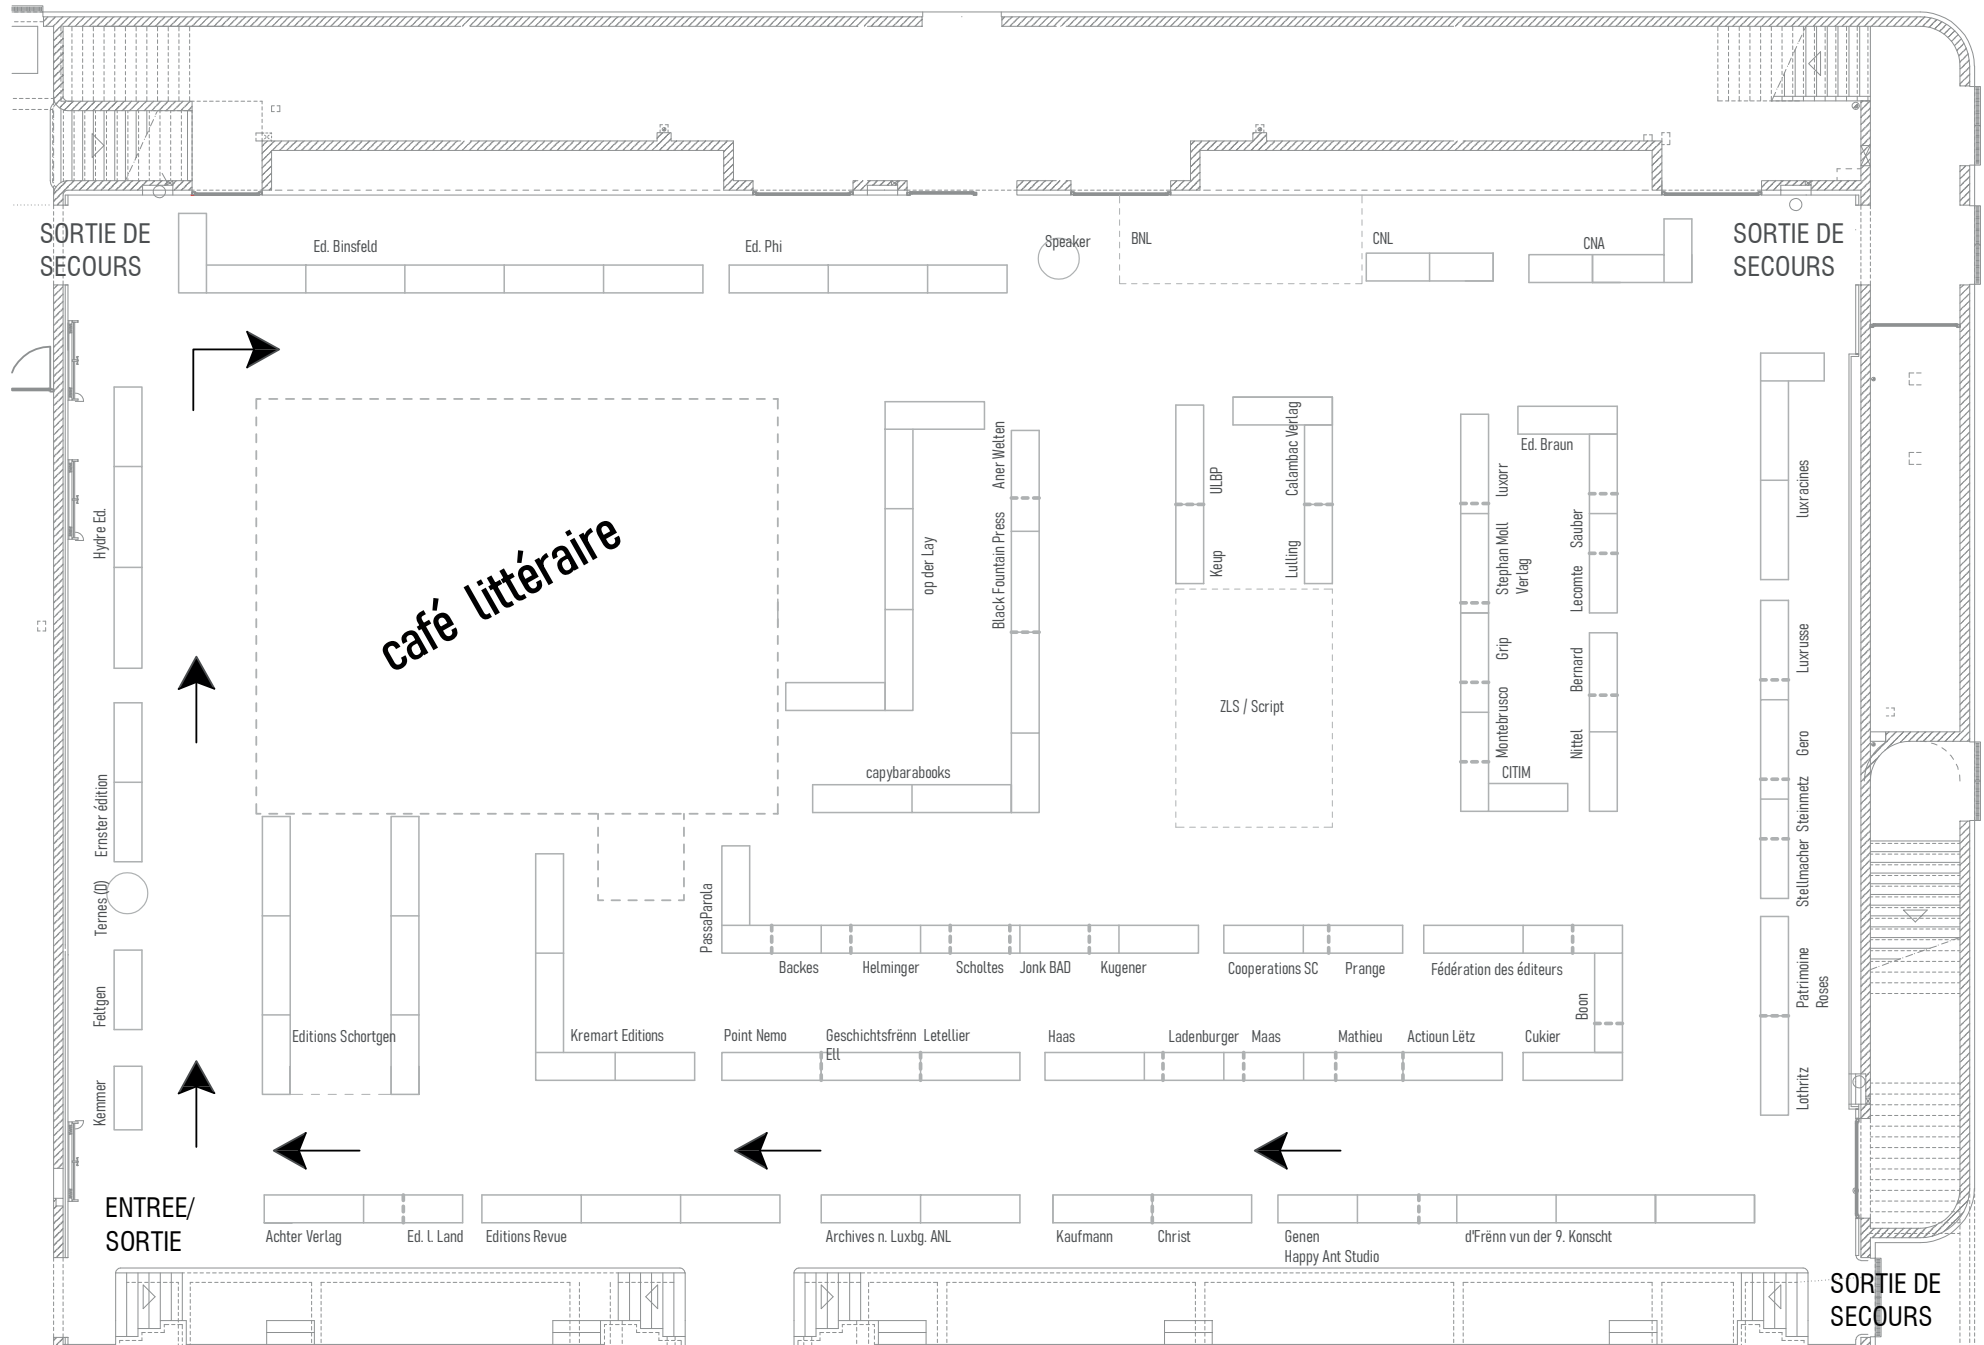 SORTIE DE
SECOURS
Ed. Binsfeld
Ed. Phi
Speaker
BNL
CNL
CNA
SORTIE DE
SECOURS
Hydre Ed.
Ernster édition
Ternes (D)
Feltgen
Kemmer
café littéraire
op der Lay
Aner Welten
Black Fountain Press
capybarabooks
ULBP
Keup
Calambac Verlag
Lulling
ZLS / Script
luxorr
Stephan Moll
Verlag
Grip
Montebrusco
CITIM
Ed. Braun
Sauber
Lecomte
Bernard
Nittel
luxracines
Luxrusse
Gero
Steinmetz
Stellmacher
Patrimoine
Roses
Lothritz
PassaParola
Backes
Helminger
Scholtes
Jonk BAD
Kugener
Cooperations SC
Prange
Fédération des éditeurs
Boon
Editions Schortgen
Kremart Editions
Point Nemo
Geschichtsfrënn
Ell
Letellier
Haas
Ladenburger
Maas
Mathieu
Actioun Lëtz
Cukier
ENTREE/
SORTIE
Achter Verlag
Ed. l. Land
Editions Revue
Archives n. Luxbg. ANL
Kaufmann
Christ
Genen
Happy Ant Studio
d'Frënn vun der 9. Konscht
SORTIE DE
SECOURS